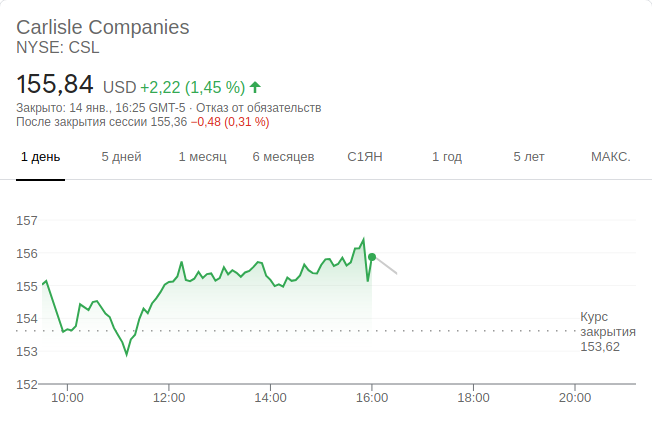 Carlisle Companies
NYSE: CSL
155,84 USD +2,22 (1,45 %)
Закрыто: 14 янв., 16:25 GMT-5 · Отказ от обязательств
После закрытия сессии 155,36 −0,48 (0,31 %)
1 день 5 дней 1 месяц 6 месяцев С1ЯН 1 год 5 лет МАКС.
157
156
155
154
153
152
Курс
закрытия
153,62
10:00 12:00 14:00 16:00 18:00 20:00